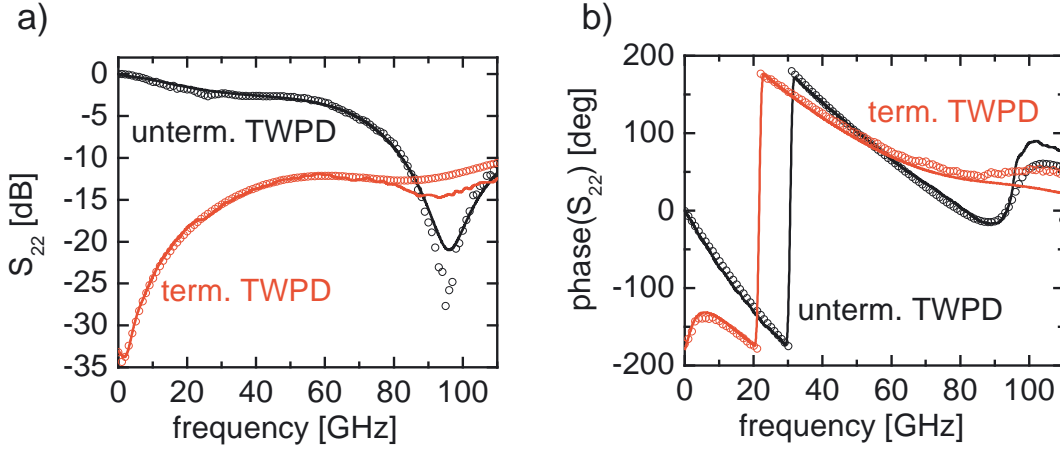 a)
S22 [dB]
0
-5
-10
-15
-20
-25
-30
-35
unterm. TWPD
term. TWPD
0 20 40 60 80 100
frequency [GHz]
b)
phase(S22) [deg]
200
100
0
-100
-200
term. TWPD
unterm. TWPD
0 20 40 60 80 100
frequency [GHz]